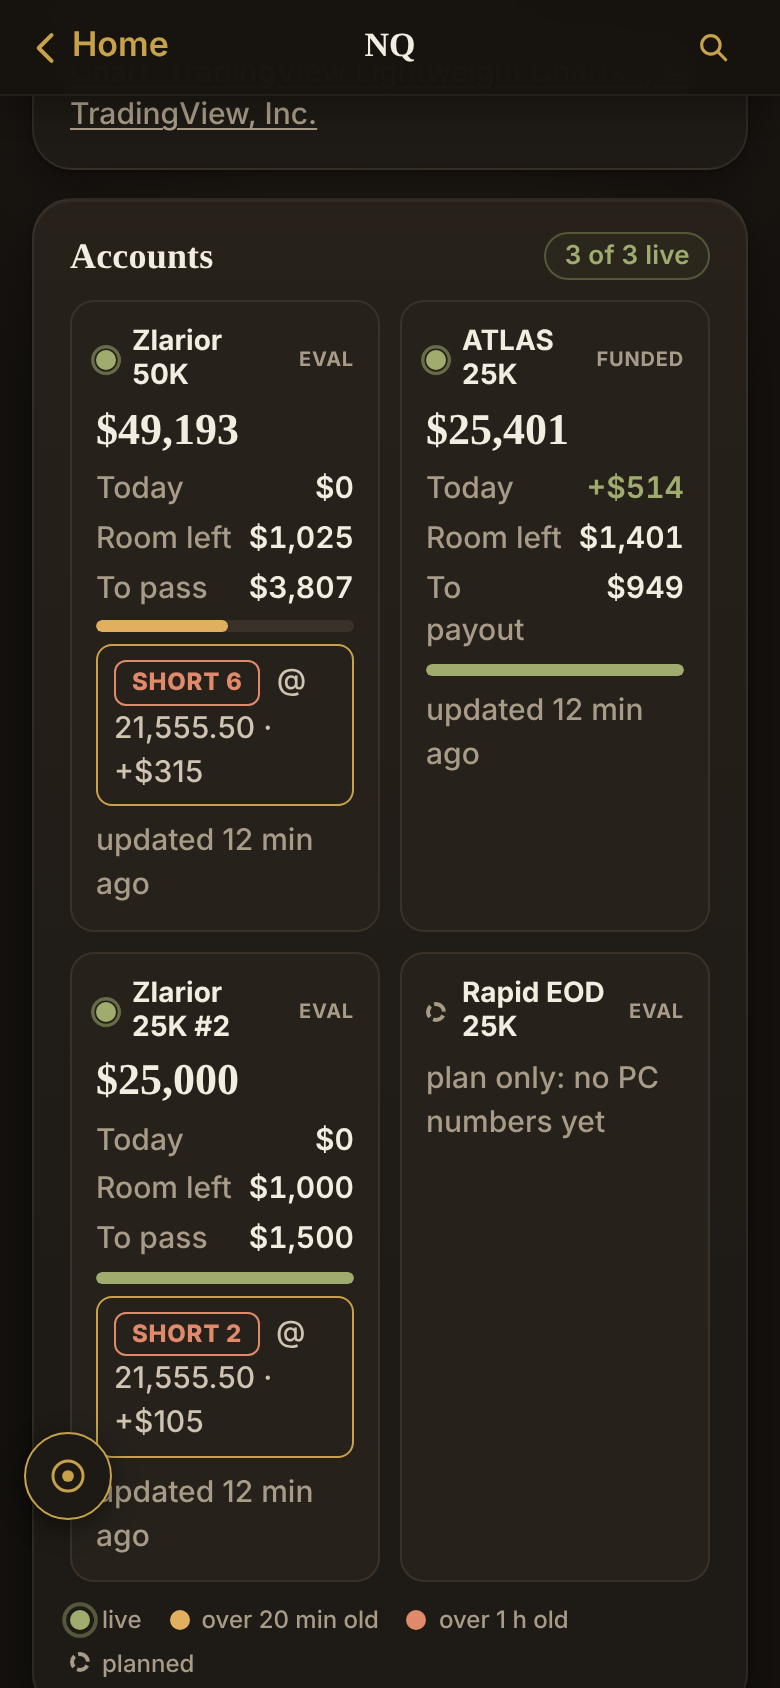 Home
NQ
TradingView, Inc.
Accounts
3 of 3 live
Zlarior
50K
EVAL
$49,193
Today $0
Room left $1,025
To pass $3,807
SHORT 6 @
21,555.50 ·
+$315
updated 12 min
ago
ATLAS
25K
FUNDED
$25,401
Today +$514
Room left $1,401
To $949
payout
updated 12 min
ago
Zlarior
25K #2
EVAL
$25,000
Today $0
Room left $1,000
To pass $1,500
SHORT 2 @
21,555.50 ·
+$105
updated 12 min
ago
Rapid EOD
25K
EVAL
plan only: no PC
numbers yet
live
over 20 min old
over 1 h old
planned